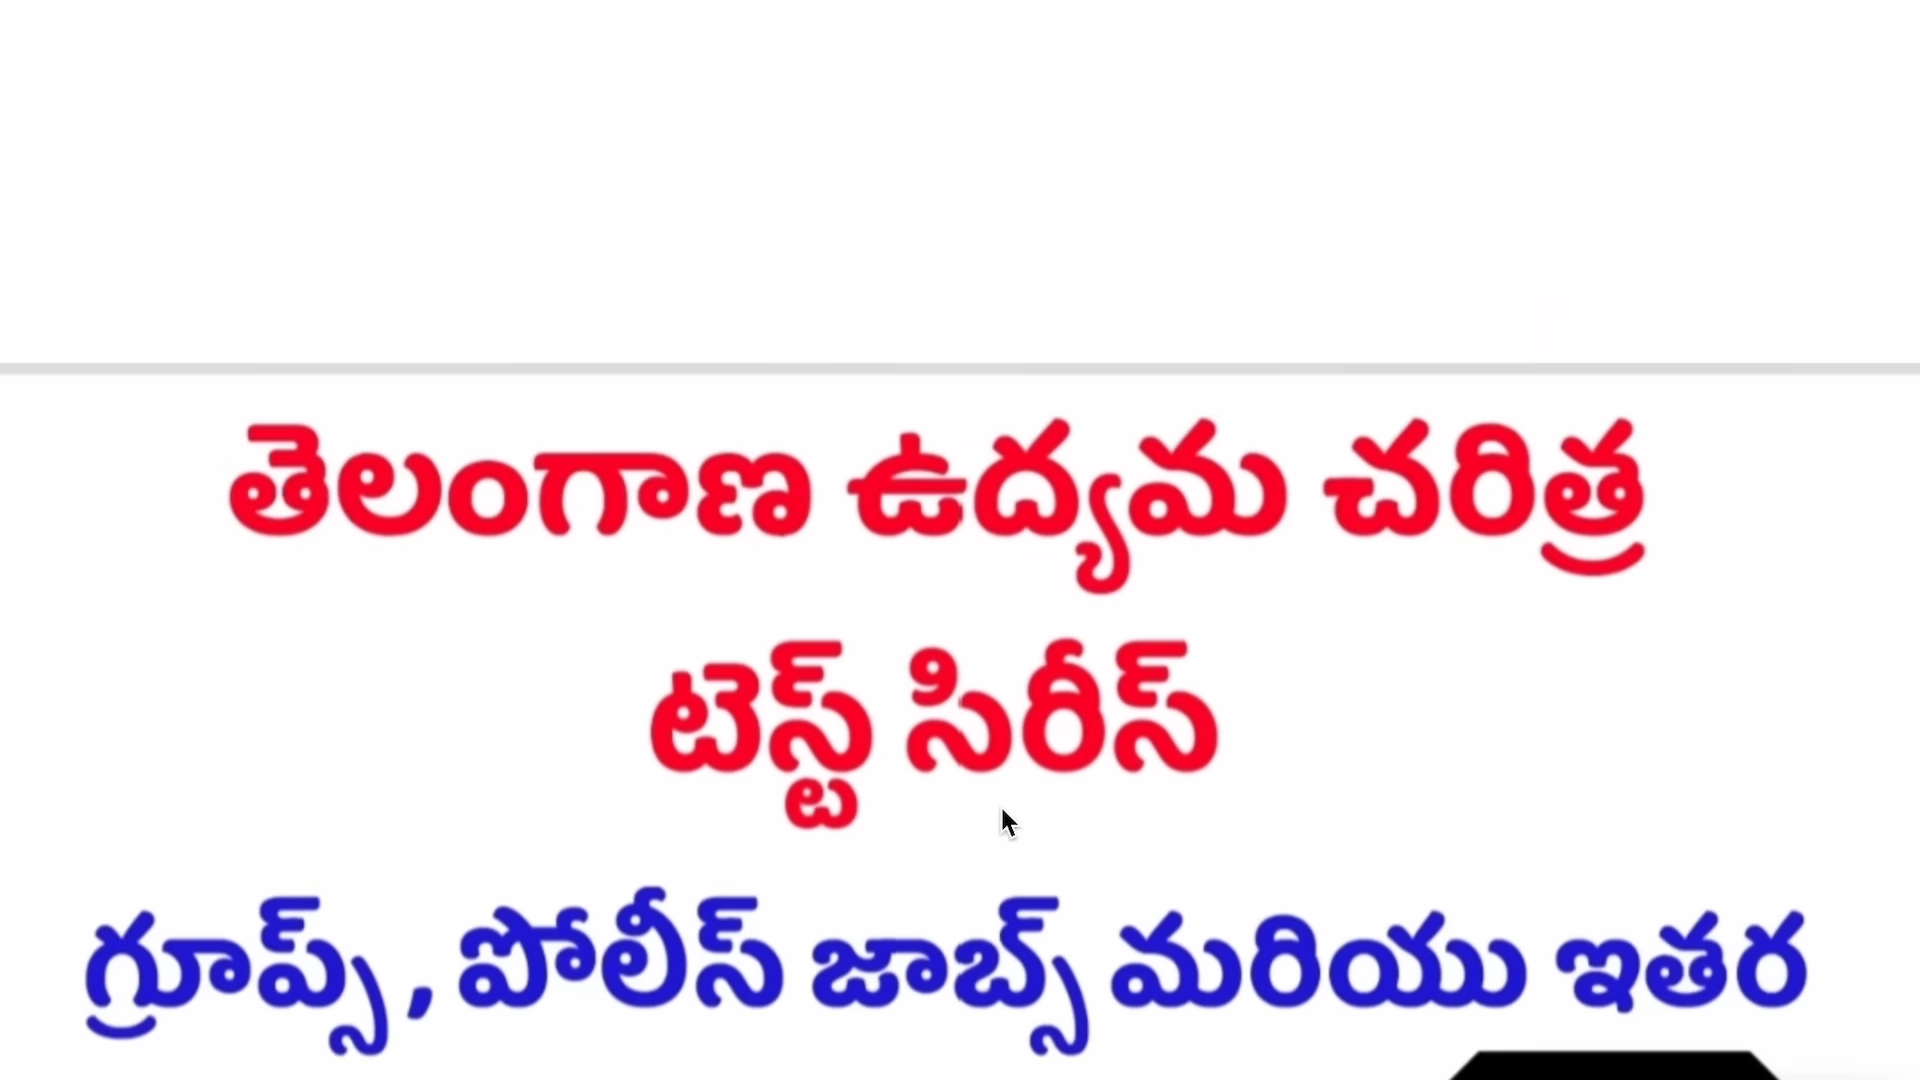 తెలంగాణ ఉద్యమ చరిత్ర
టెస్ట్ సిరీస్
గ్రూప్స్, పోలీస్ జాబ్స్ మరియు ఇతర